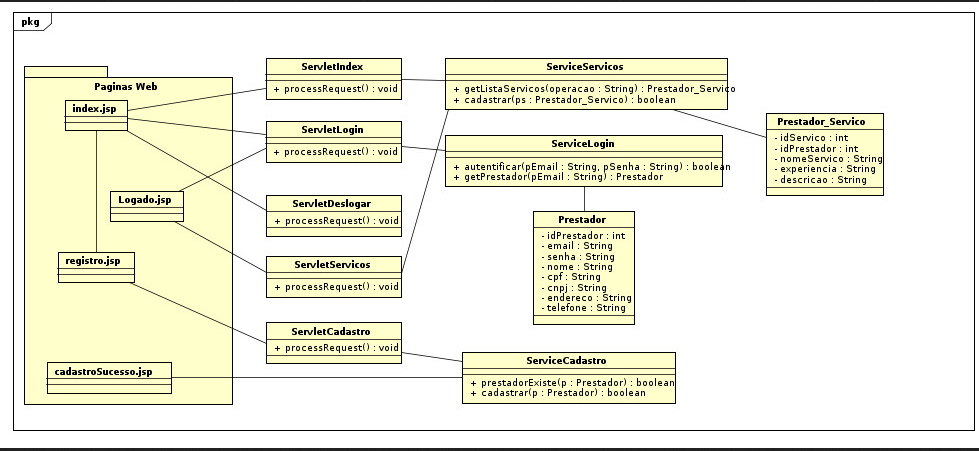 pkg
Paginas Web
index.jsp
Logado.jsp
registro.jsp
cadastroSucesso.jsp
ServletIndex
+ processRequest() : void
ServletLogin
+ processRequest() : void
ServletDeslogar
+ processRequest() : void
ServletServicos
+ processRequest() : void
ServletCadastro
+ processRequest() : void
ServiceServicos
+ getListaServicos(operacao : String) : Prestador_Servico
+ cadastrar(ps : Prestador_Servico) : boolean
ServiceLogin
+ autentificar(pEmail : String, pSenha : String) : boolean
+ getPrestador(pEmail : String) : Prestador
Prestador
- idPrestador : int
- email : String
- senha : String
- nome : String
- cpf : String
- cnpj : String
- endereco : String
- telefone : String
ServiceCadastro
+ prestadorExiste(p : Prestador) : boolean
+ cadastrar(p : Prestador) : boolean
Prestador_Servico
- idServico : int
- idPrestador : int
- nomeServico : String
- experiencia : String
- descricao : String